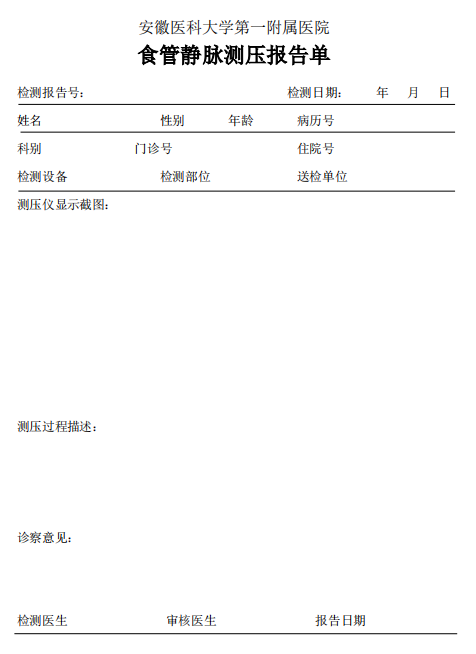 安徽医科大学第一附属医院
食管静脉测压报告单
检测报告号: 检测日期: 年 月 日
姓名 性别 年龄 病历号
科别 门诊号 住院号
检测设备 检测部位 送检单位
测压仪显示截图:
测压过程描述:
诊察意见:
检测医生 审核医生 报告日期